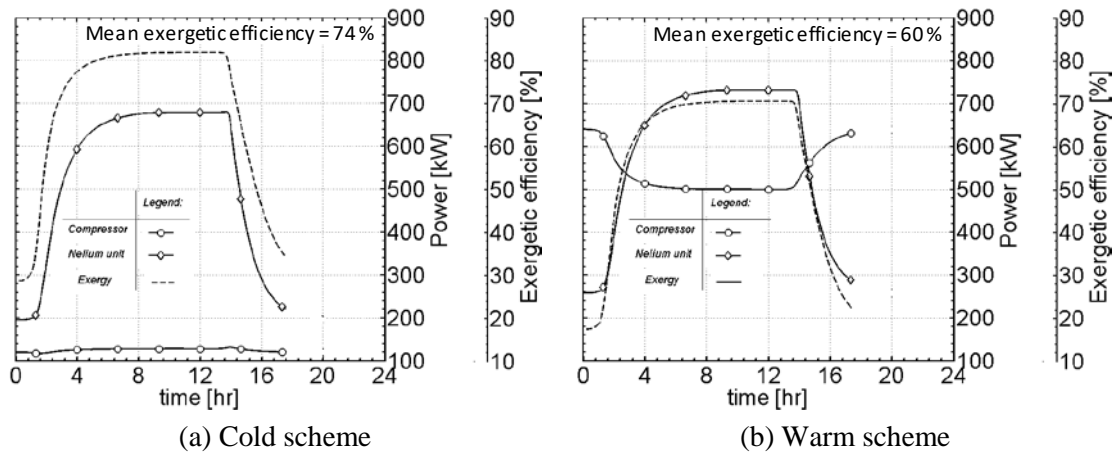 Mean exergetic efficiency = 74 %
900
800
700
600
500
400
300
200
100
Power [kW]
90
80
70
60
50
40
30
20
10
Exergetic efficiency [%]
Legend:
Compressor
Nelium unit
Exergy
0 4 8 12 16 20 24
time [hr]
(a) Cold scheme
Mean exergetic efficiency = 60 %
900
800
700
600
500
400
300
200
100
Power [kW]
90
80
70
60
50
40
30
20
10
Exergetic efficiency [%]
Legend:
Compressor
Nelium unit
Exergy
0 4 8 12 16 20 24
time [hr]
(b) Warm scheme